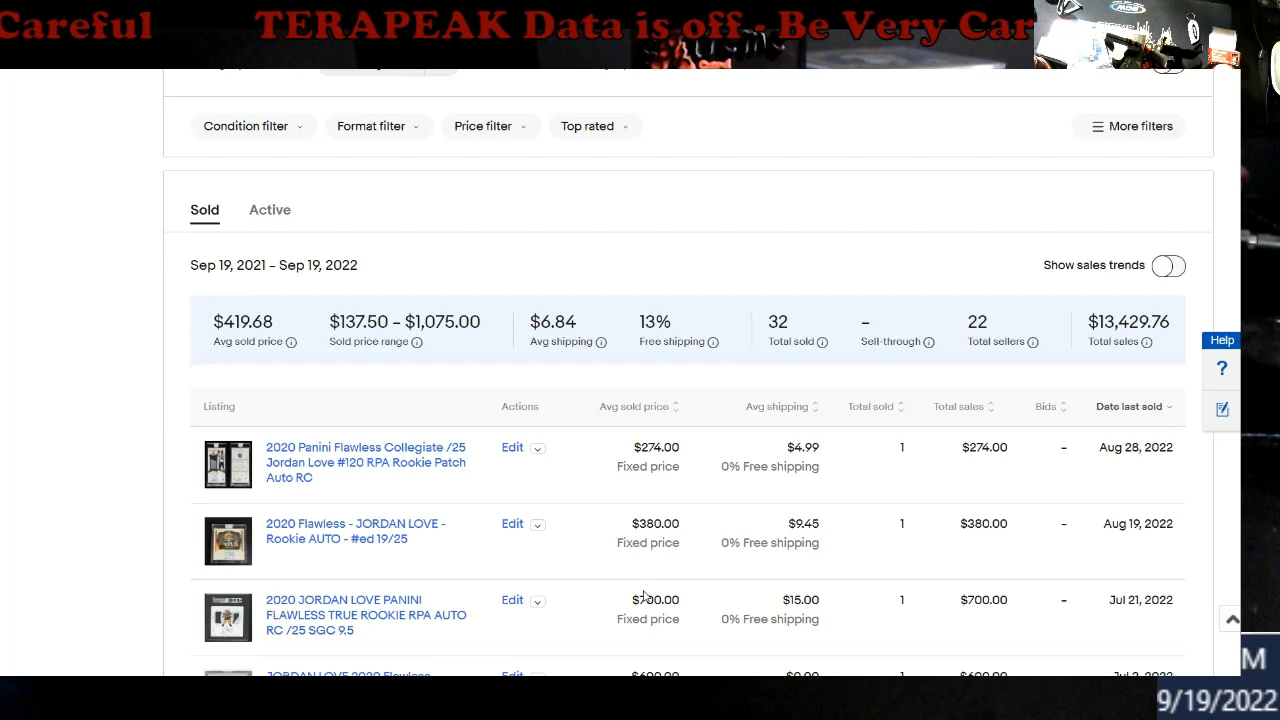 Careful TERAPEAK Data is off - Be Very Car
Condition filter Format filter Price filter Top rated More filters
Sold Active
Sep 19, 2021 – Sep 19, 2022 Show sales trends
$419.68 $137.50 – $1,075.00 $6.84 13% 32 – 22 $13,429.76
Avg sold price Sold price range Avg shipping Free shipping Total sold Sell-through Total sellers Total sales
Help
?
Listing Actions Avg sold price Avg shipping Total sold Total sales Bids Date last sold
2020 Panini Flawless Collegiate /25 Edit $274.00 $4.99 1 $274.00 – Aug 28, 2022
Jordan Love #120 RPA Rookie Patch Fixed price 0% Free shipping
Auto RC
2020 Flawless - JORDAN LOVE - Edit $380.00 $9.45 1 $380.00 – Aug 19, 2022
Rookie AUTO - #ed 19/25 Fixed price 0% Free shipping
2020 JORDAN LOVE PANINI Edit $700.00 $15.00 1 $700.00 – Jul 21, 2022
FLAWLESS TRUE ROOKIE RPA AUTO Fixed price 0% Free shipping
RC /25 SGC 9.5
JORDAN LOVE 2020 Flawless Edit
M
9/19/2022